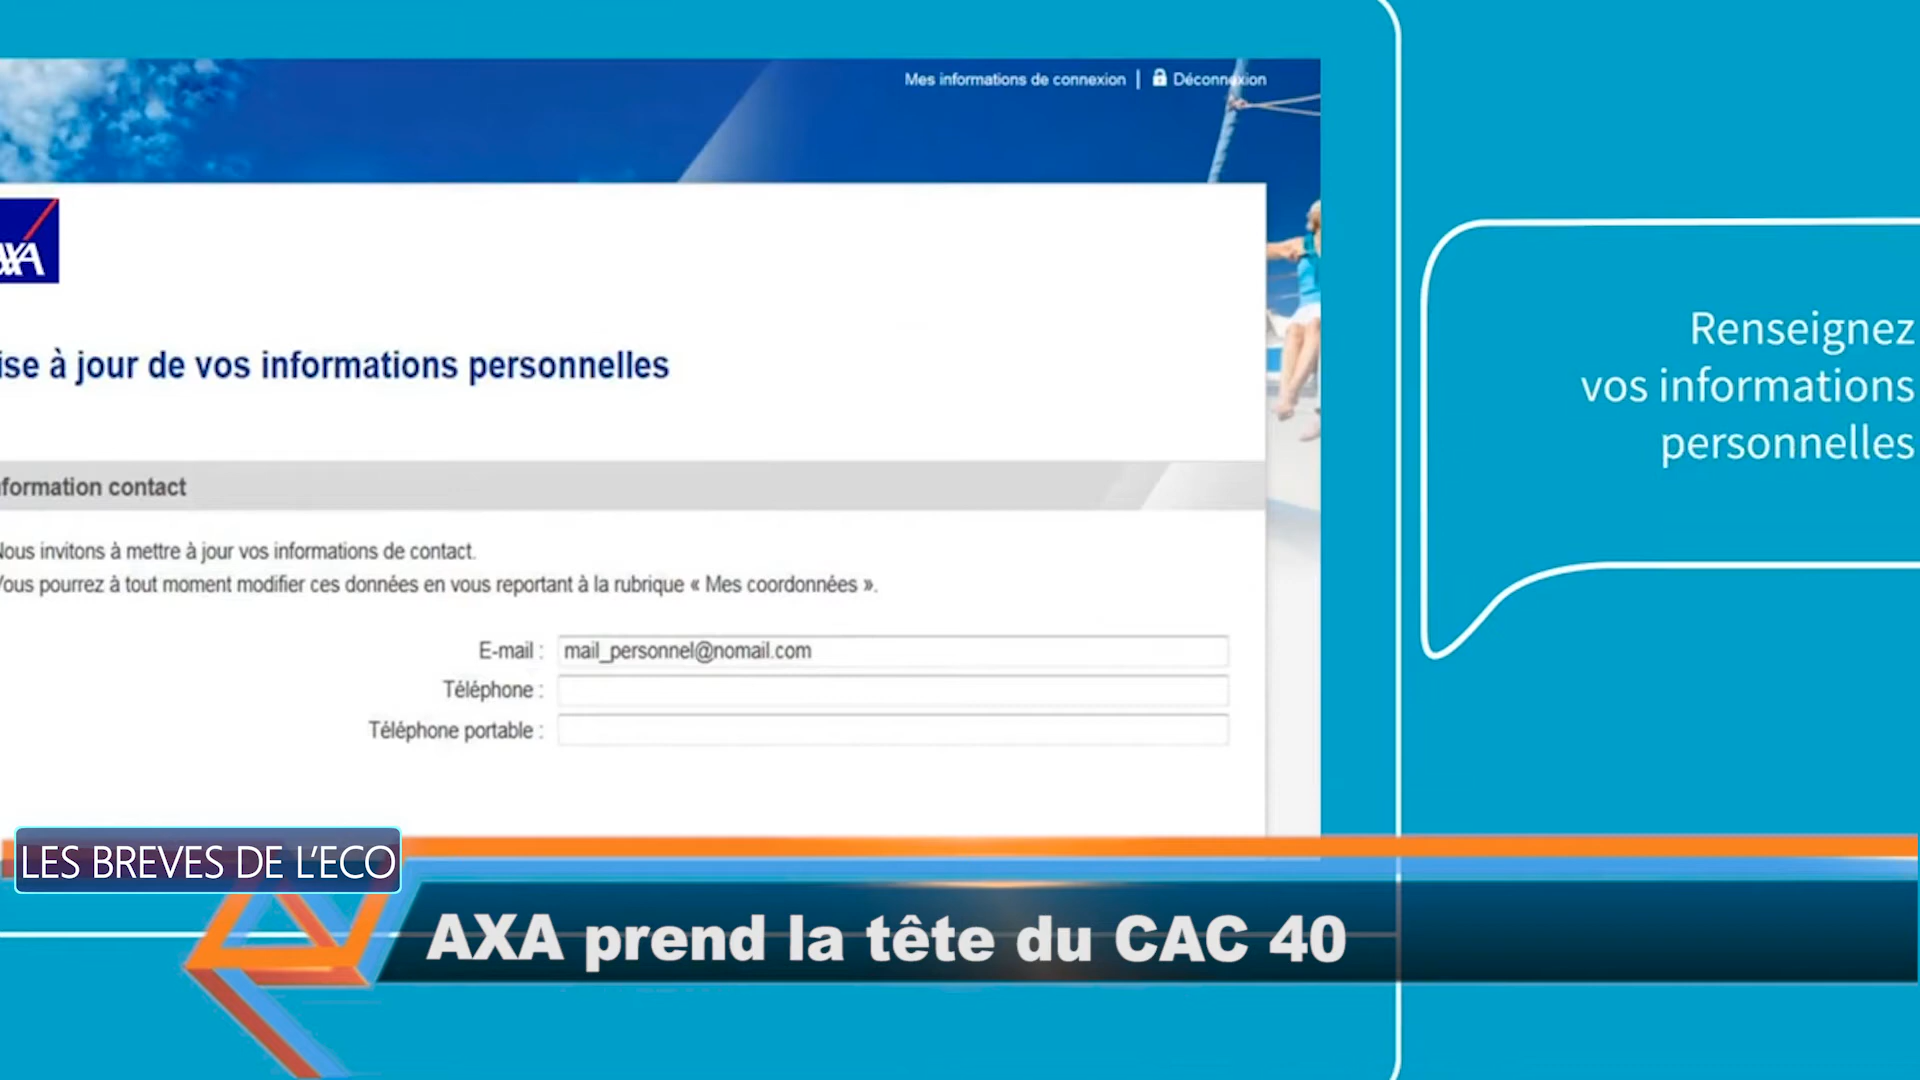 Mes informations de connexion | Déconnexion
AXA
ise à jour de vos informations personnelles
Renseignez
vos informations
personnelles
formation contact
Nous invitons à mettre à jour vos informations de contact.
Vous pourrez à tout moment modifier ces données en vous reportant à la rubrique « Mes coordonnées ».
E-mail : mail_personnel@nomail.com
Téléphone :
Téléphone portable :
LES BREVES DE L'ECO
AXA prend la tête du CAC 40